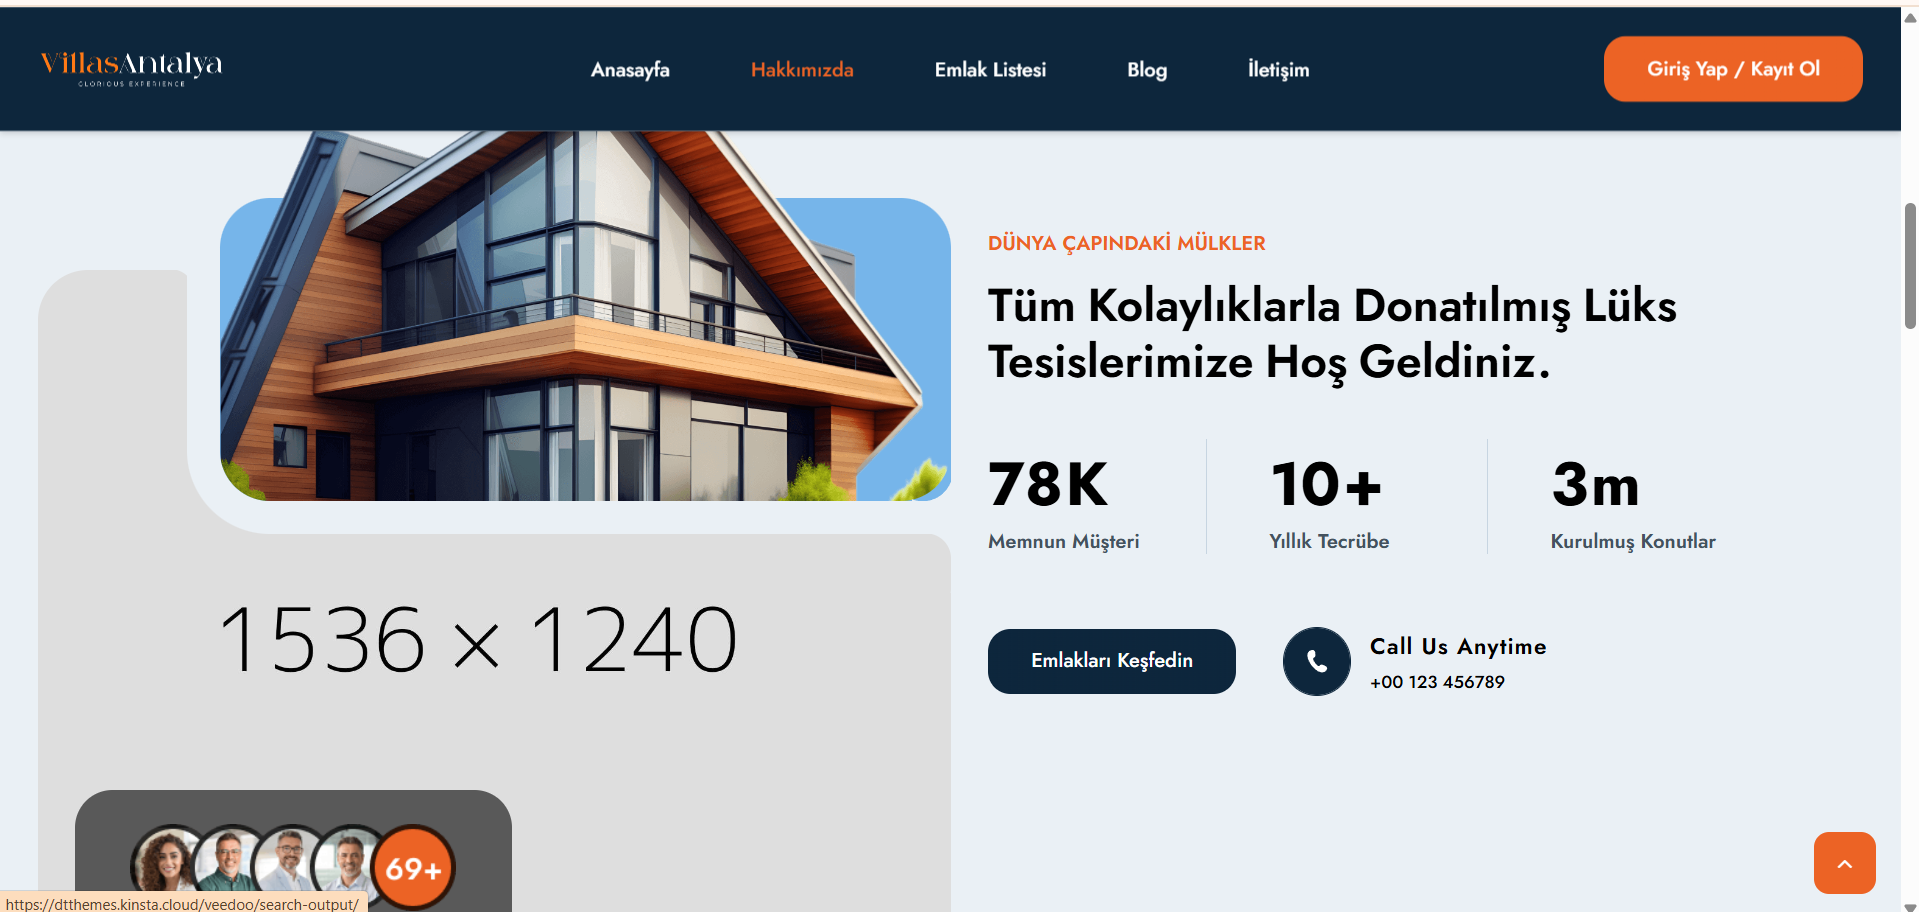 VillasAntalya
GLORIOUS EXPERIENCE
Anasayfa
Hakkımızda
Emlak Listesi
Blog
İletişim
Giriş Yap / Kayıt Ol
DÜNYA ÇAPINDAKİ MÜLKLER
Tüm Kolaylıklarla Donatılmış Lüks
Tesislerimize Hoş Geldiniz.
78K
Memnun Müşteri
10+
Yıllık Tecrübe
3m
Kurulmuş Konutlar
Emlakları Keşfedin
Call Us Anytime
+00 123 456789
1536 × 1240
69+
https://dtthemes.kinsta.cloud/veedoo/search-output/